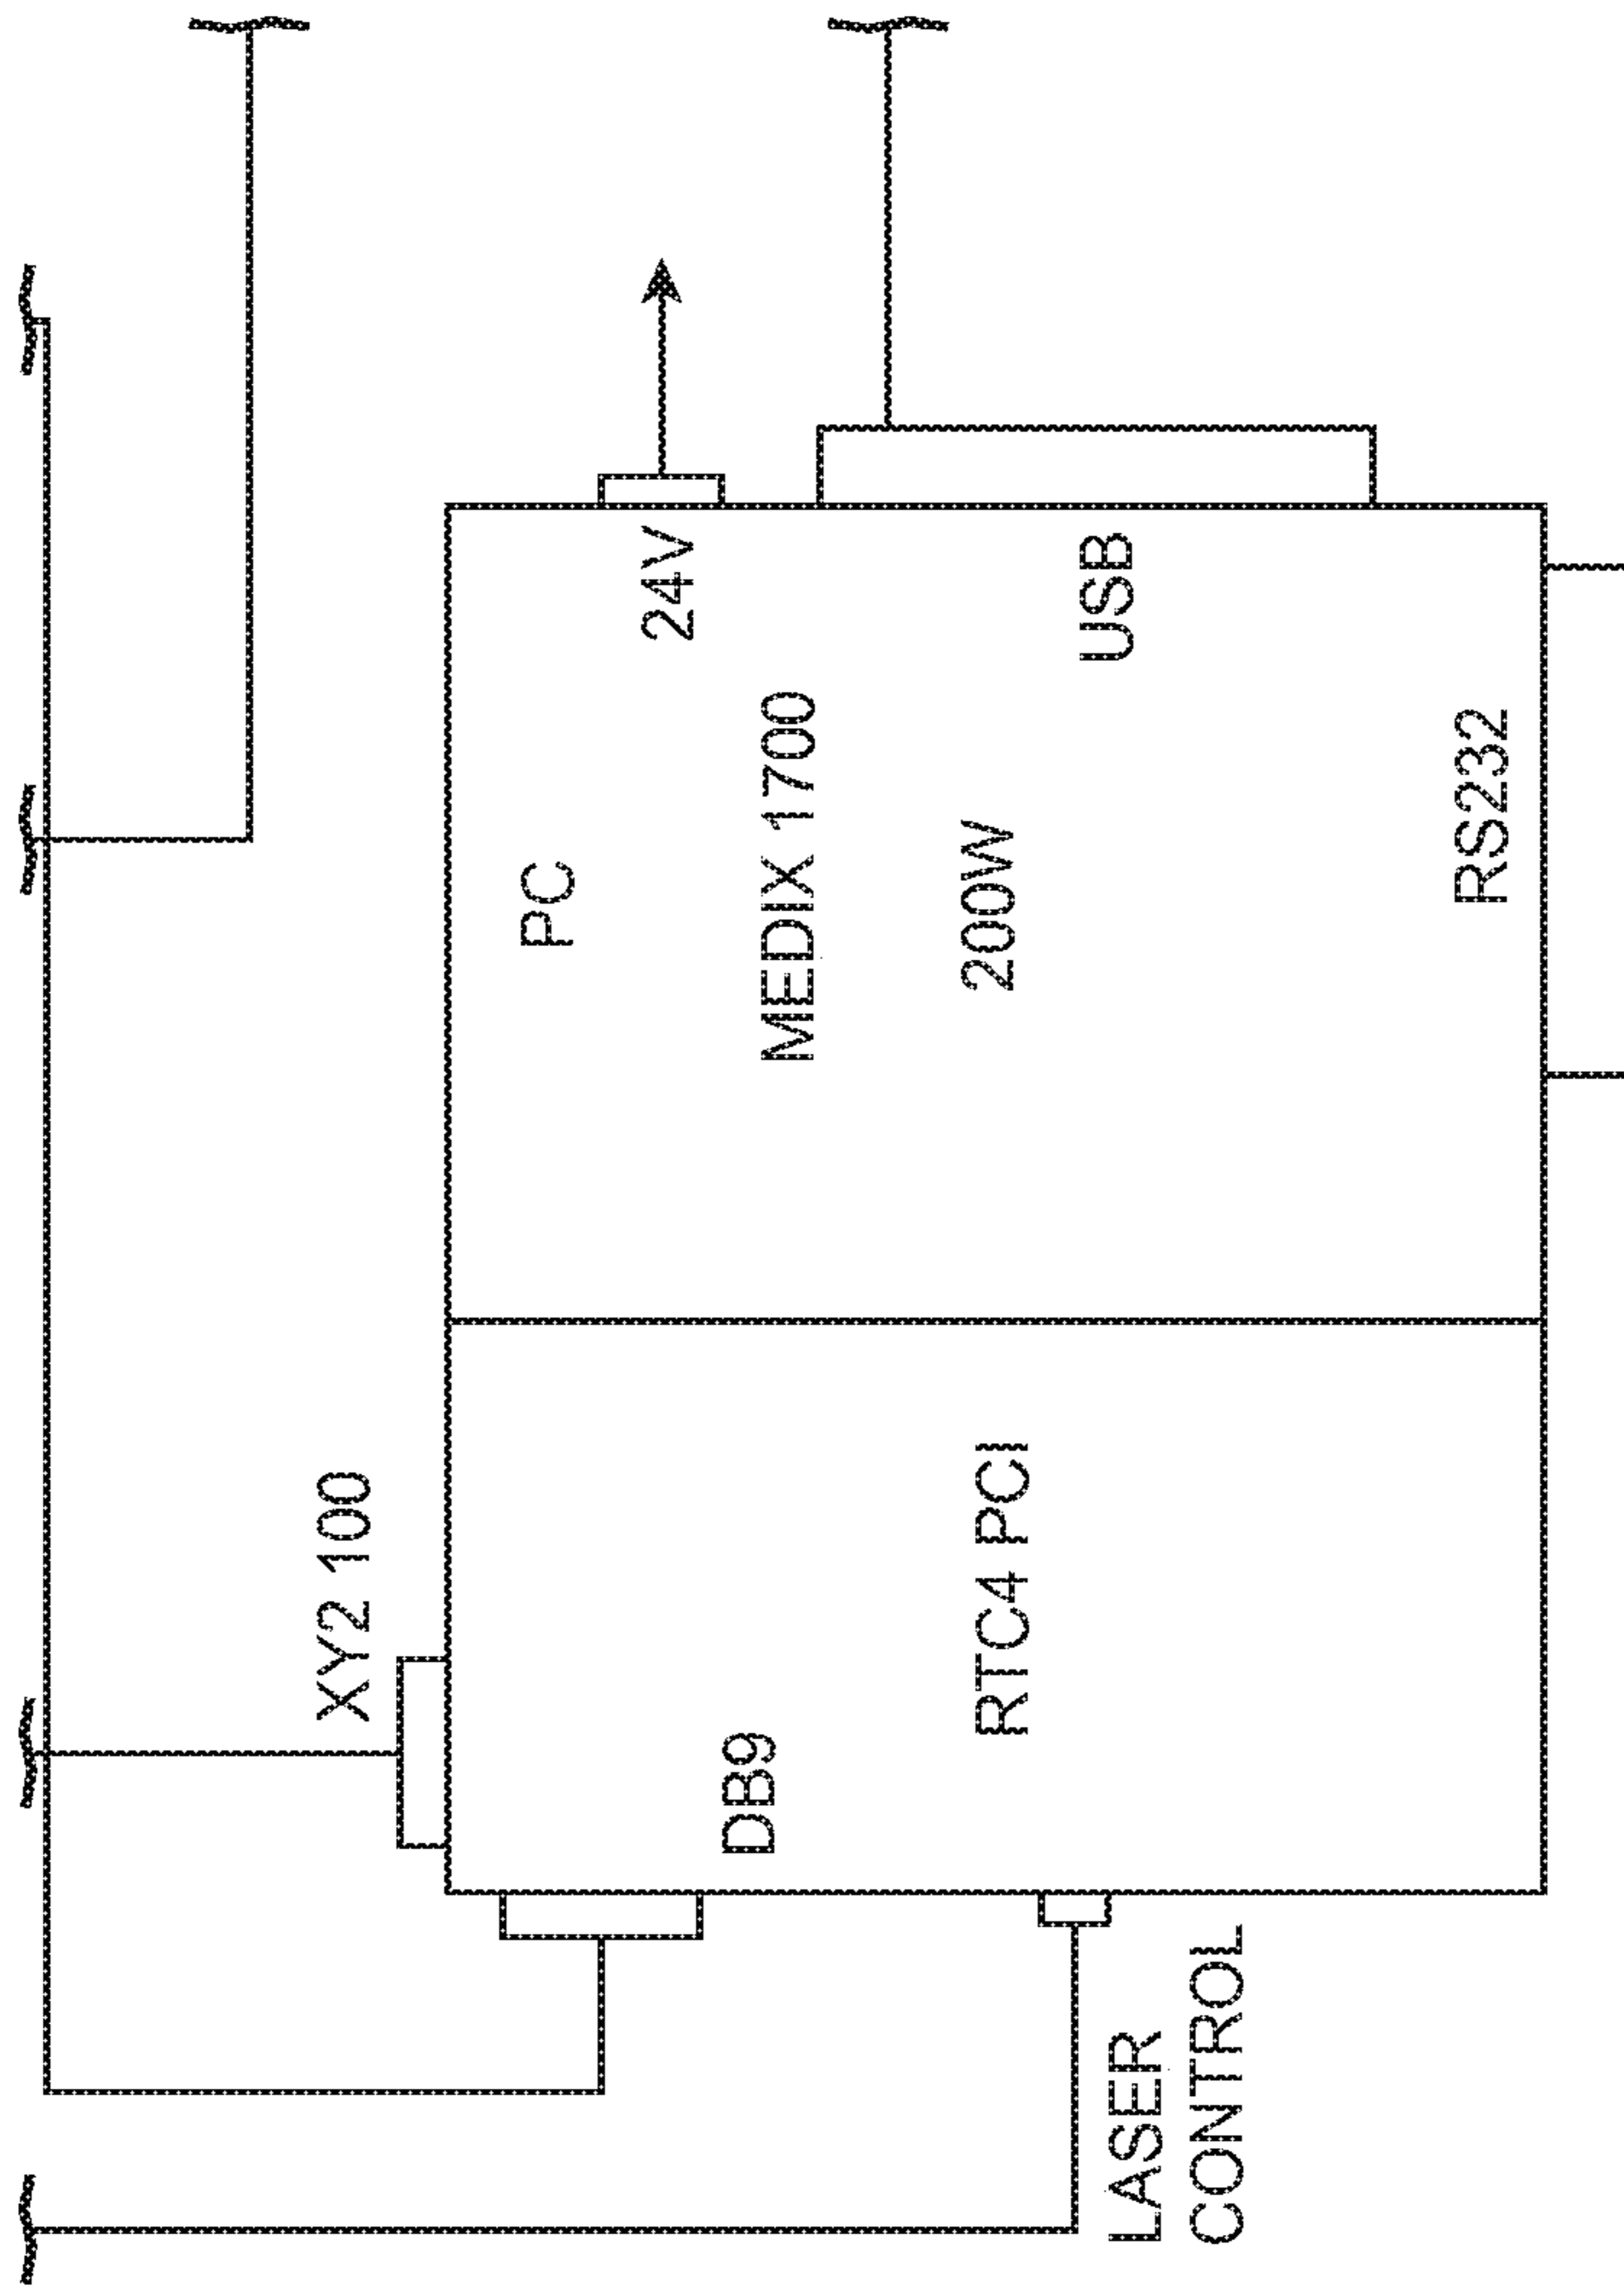 XY2 100
PC
24V
DB9
MEDIX 1700
200W
RTC4 PCI
USB
LASER
CONTROL
RS232